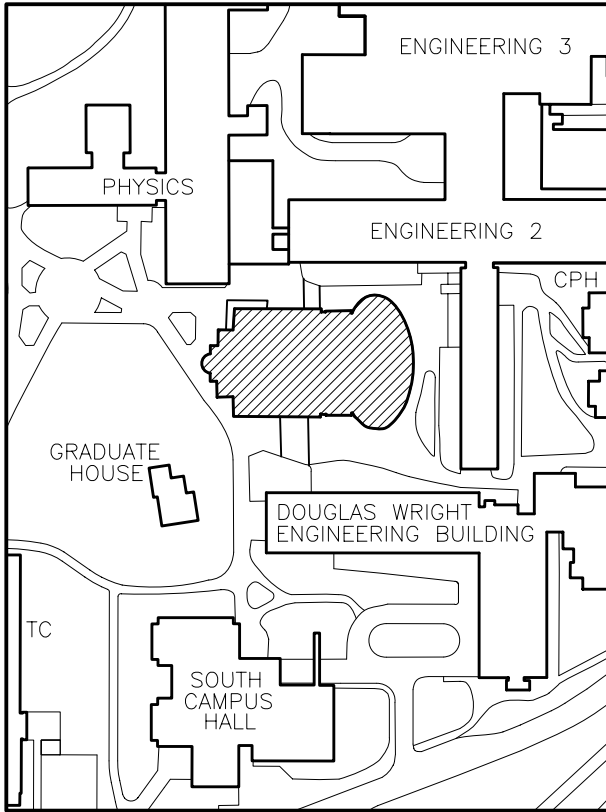 ENGINEERING 3
PHYSICS
ENGINEERING 2
CPH
GRADUATE
HOUSE
DOUGLAS WRIGHT
ENGINEERING BUILDING
TC
SOUTH
CAMPUS
HALL